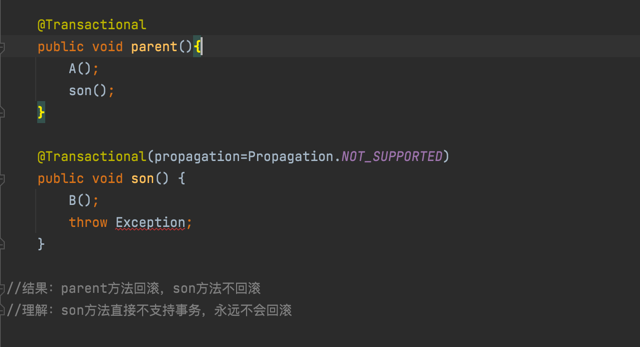 @Transactional
public void parent(){
A();
son();
}
@Transactional(propagation=Propagation.NOT_SUPPORTED)
public void son() {
B();
throw Exception;
}
//结果：parent方法回滚，son方法不回滚
//理解：son方法直接不支持事务，永远不会回滚